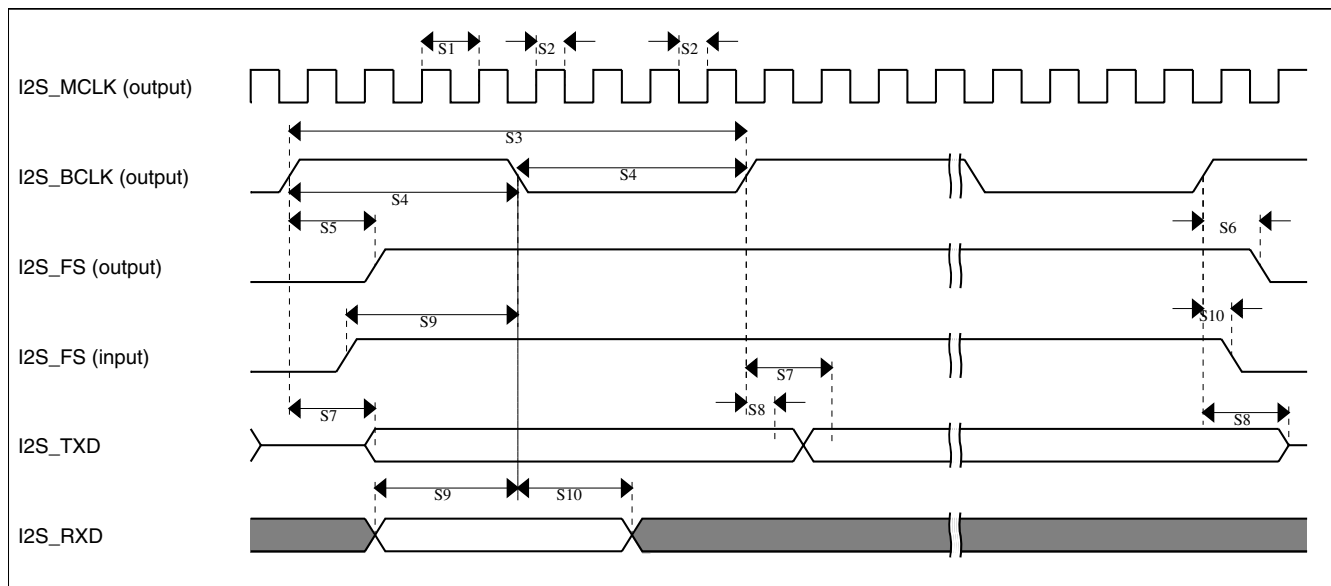 S1 S2 S2
I2S_MCLK (output)
S3
I2S_BCLK (output)
S4
S4
S5 S6
I2S_FS (output)
S9 S10
I2S_FS (input)
S7
S7 S8 S8
I2S_TXD
S9 S10
I2S_RXD